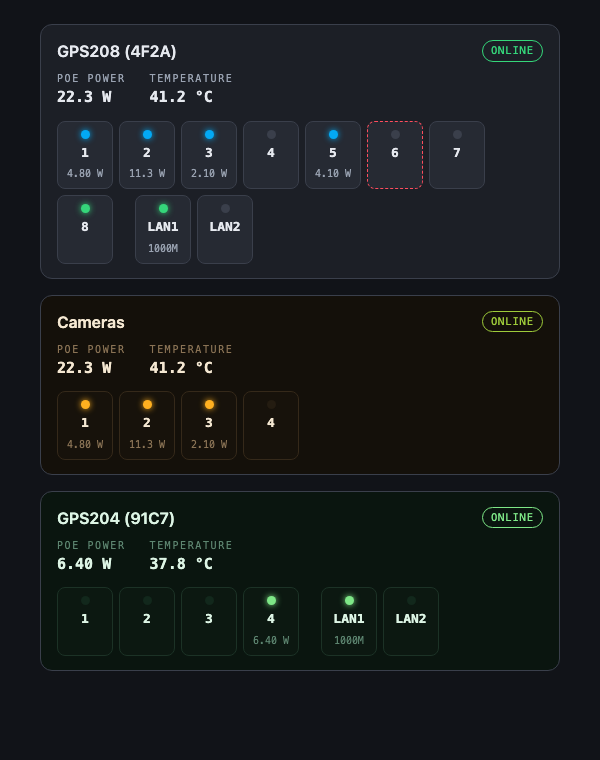 GPS208 (4F2A)
ONLINE
POE POWER TEMPERATURE
22.3 W 41.2 °C
1 2 3 4 5 6 7
4.80 W 11.3 W 2.10 W 4.10 W
8 LAN1 LAN2
1000M
Cameras
ONLINE
POE POWER TEMPERATURE
22.3 W 41.2 °C
1 2 3 4
4.80 W 11.3 W 2.10 W
GPS204 (91C7)
ONLINE
POE POWER TEMPERATURE
6.40 W 37.8 °C
1 2 3 4 LAN1 LAN2
6.40 W 1000M